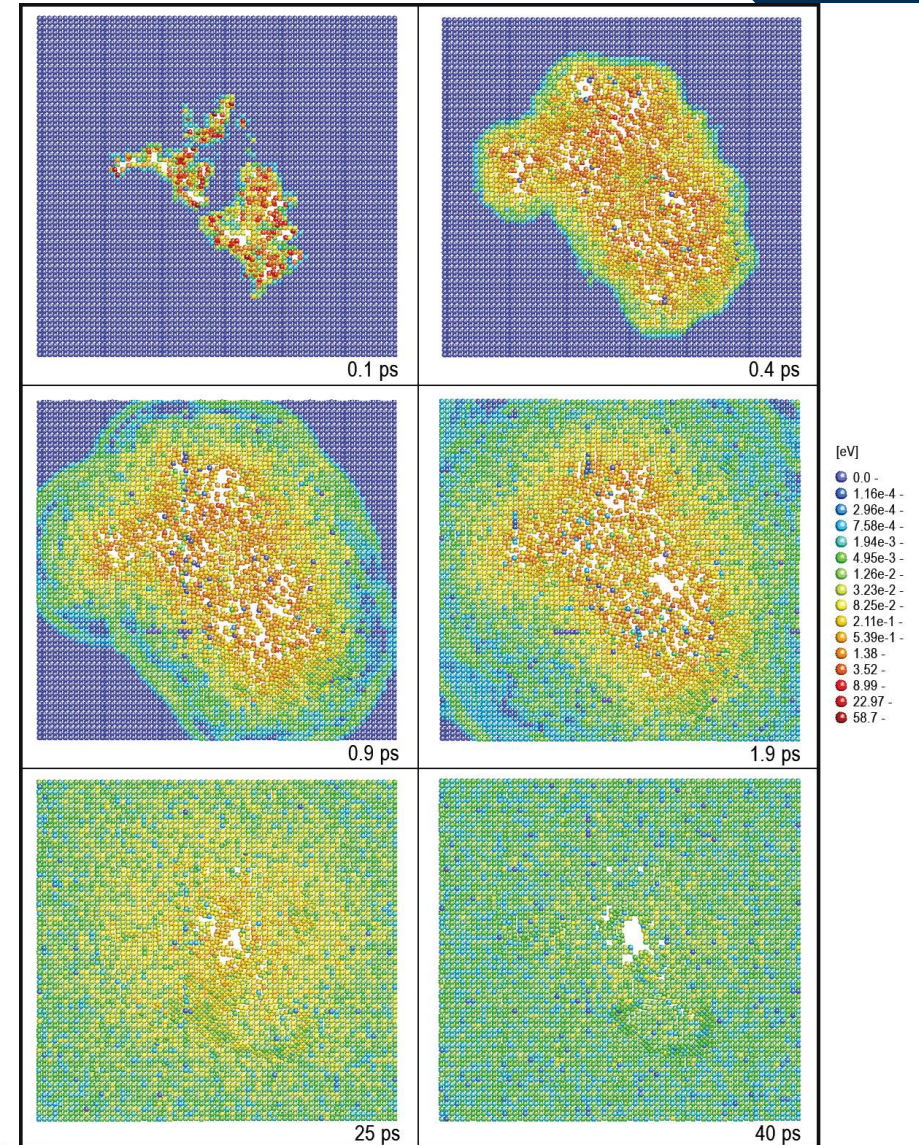 0.1 ps
0.4 ps
0.9 ps
1.9 ps
25 ps
40 ps
[eV]
0.0 -
1.16e-4 -
2.96e-4 -
7.58e-4 -
1.94e-3 -
4.95e-3 -
1.26e-2 -
3.23e-2 -
8.25e-2 -
2.11e-1 -
5.39e-1 -
1.38 -
3.52 -
8.99 -
22.97 -
58.7 -